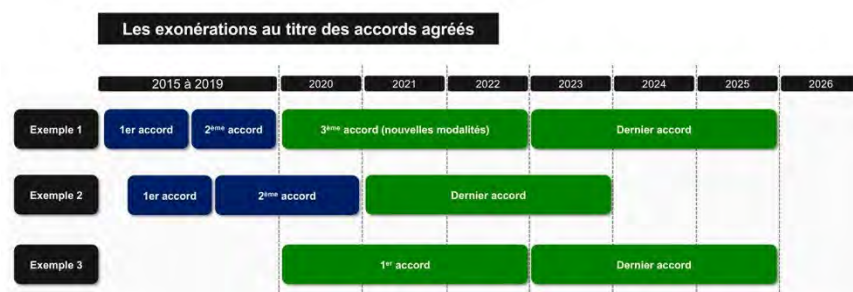 Les exonérations au titre des accords agréés
2015 à 2019 2020 2021 2022 2023 2024 2025 2026
Exemple 1 1er accord 2ème accord 3ème accord (nouvelles modalités) Dernier accord
Exemple 2 1er accord 2ème accord Dernier accord
Exemple 3 1er accord Dernier accord